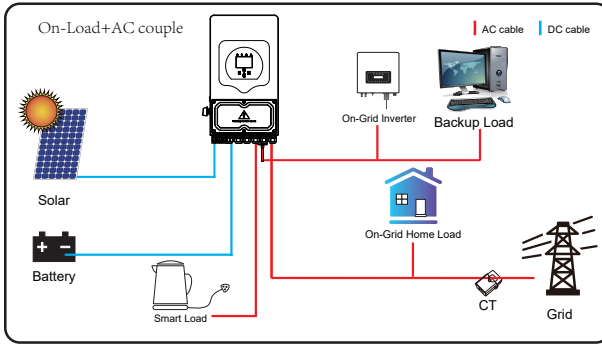 On-Load+AC couple
AC cable
DC cable
On-Grid Inverter
Backup Load
Solar
On-Grid Home Load
Battery
Smart Load
CT
Grid